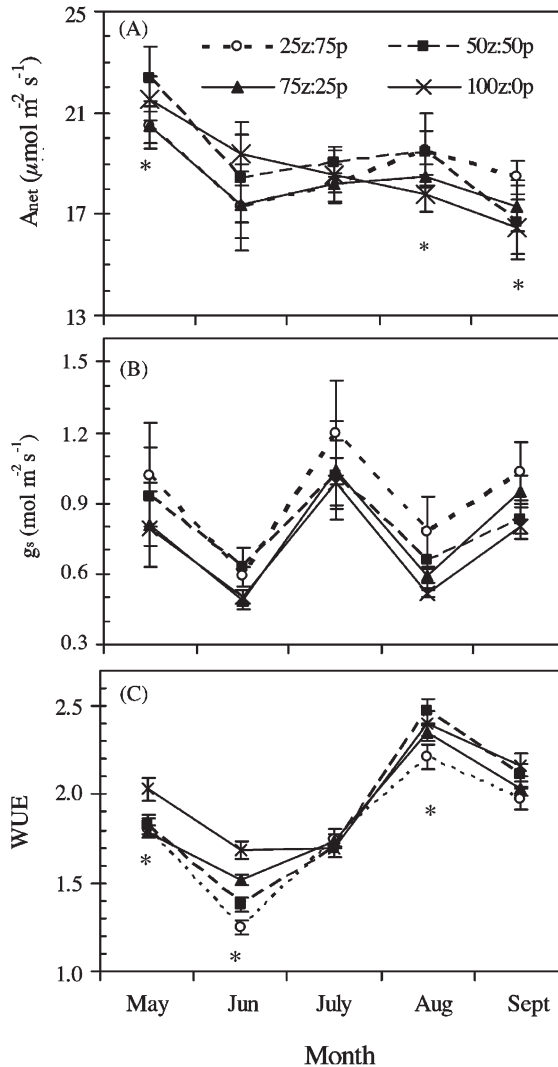 25
(A)
25z:75p
50z:50p
75z:25p
100z:0p
21
17
13
Anet (μmol m-2 s-1)
*
*
*
(B)
1.5
1.2
0.9
0.6
0.3
gs (mol m-2 s-1)
(C)
2.5
2.0
1.5
1.0
WUE
*
*
*
May Jun July Aug Sept
Month